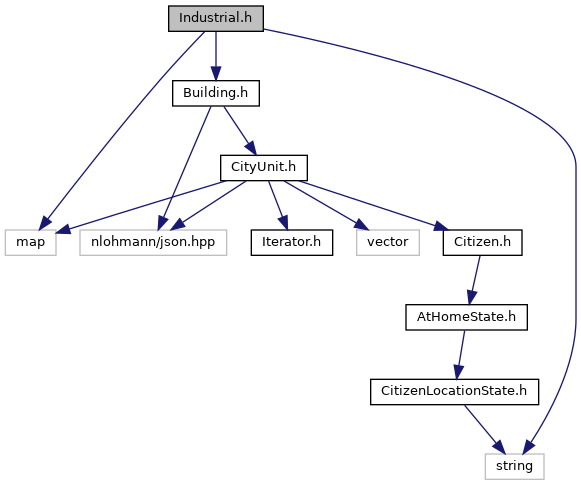 Industrial.h
Building.h
CityUnit.h
map
nlohmann/json.hpp
Iterator.h
vector
Citizen.h
AtHomeState.h
CitizenLocationState.h
string